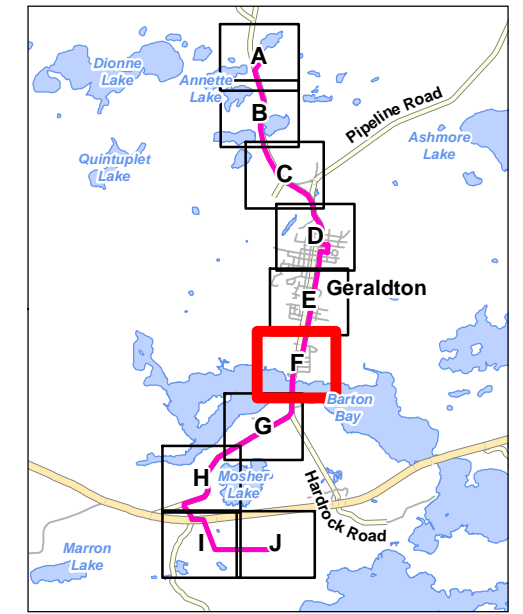 A
Dionne
Lake
Annette
Lake
B
Pipeline Road
Ashmore
Lake
Quintuplet
Lake
C
D
E
Geraldton
F
Barton
Bay
G
H
Mosher
Lake
Hardrock Road
I
J
Marron
Lake